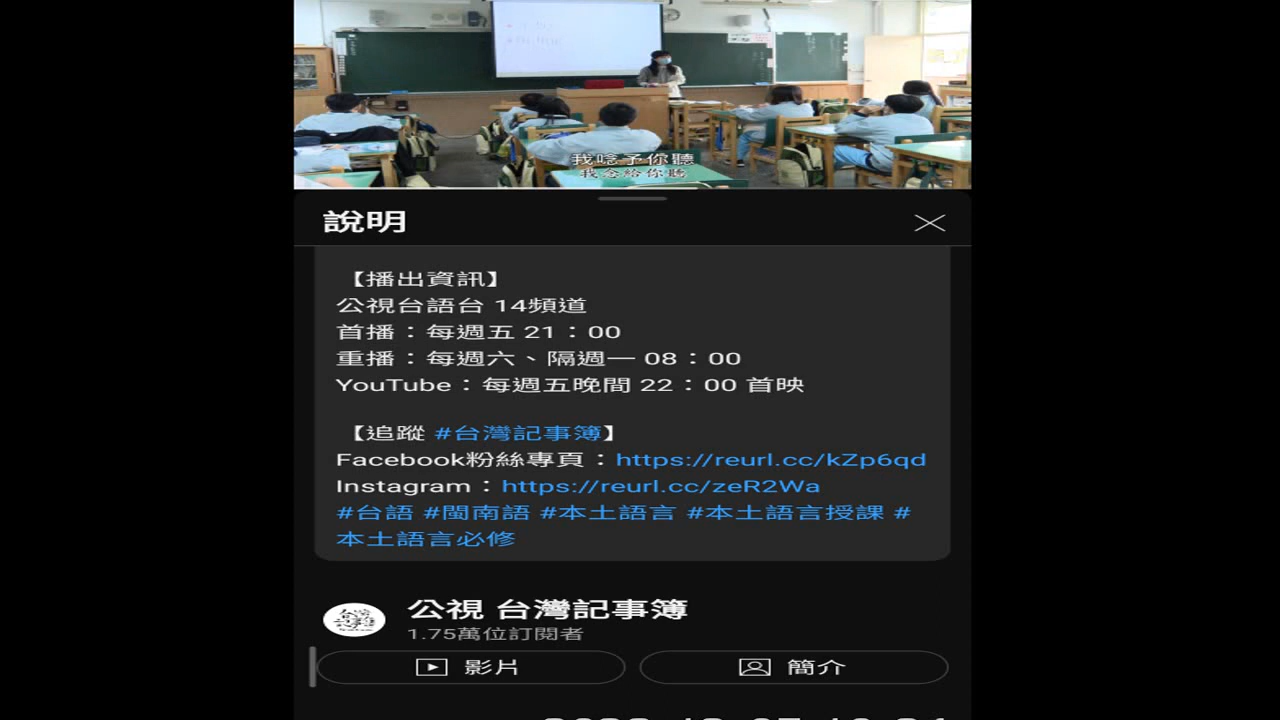 我唸予你聽
我念給你聽
說明
【播出資訊】
公視台語台 14頻道
首播：每週五 21：00
重播：每週六、隔週一 08：00
YouTube：每週五晚間 22：00 首映
【追蹤 #台灣記事簿】
Facebook粉絲專頁：https://reurl.cc/kZp6qd
Instagram：https://reurl.cc/zeR2Wa
#台語 #閩南語 #本土語言 #本土語言授課 #
本土語言必修
公視 台灣記事簿
1.75萬位訂閱者
影片
簡介